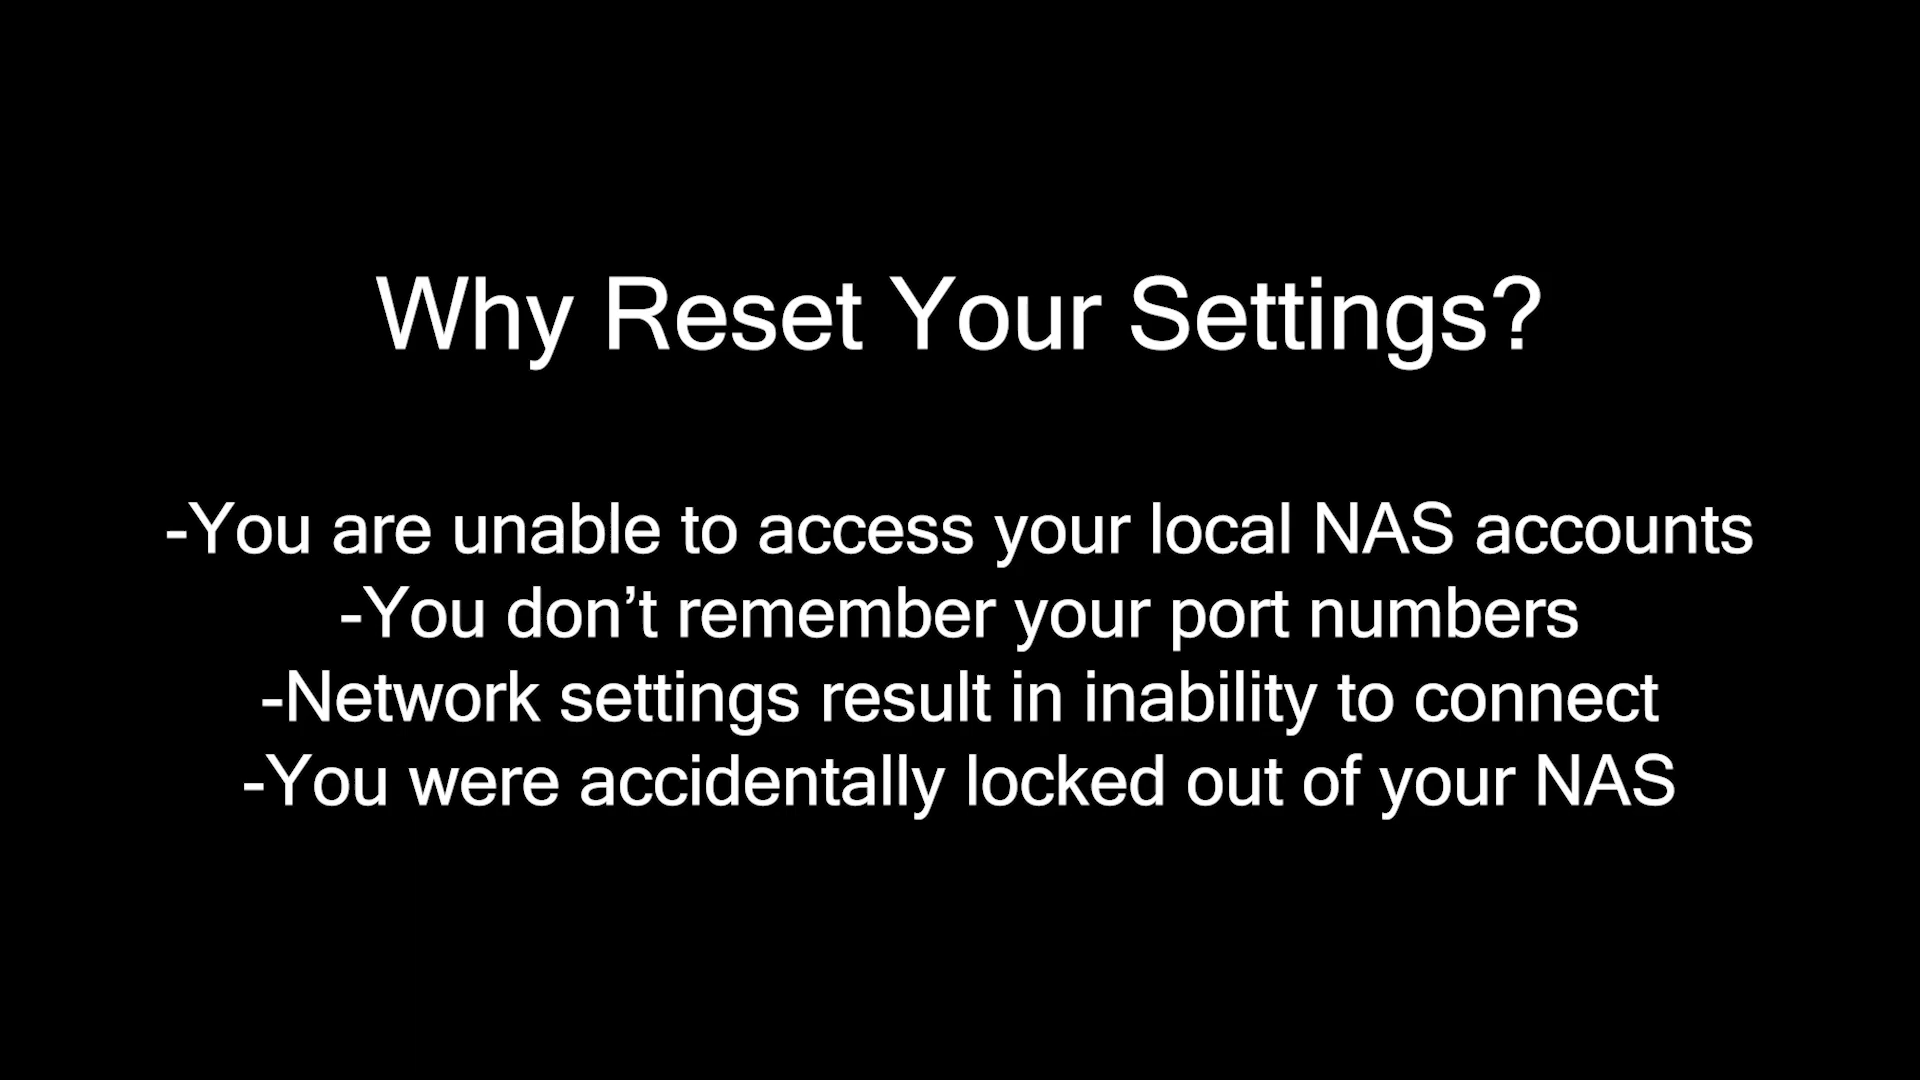 Why Reset Your Settings?
-You are unable to access your local NAS accounts
-You don’t remember your port numbers
-Network settings result in inability to connect
-You were accidentally locked out of your NAS